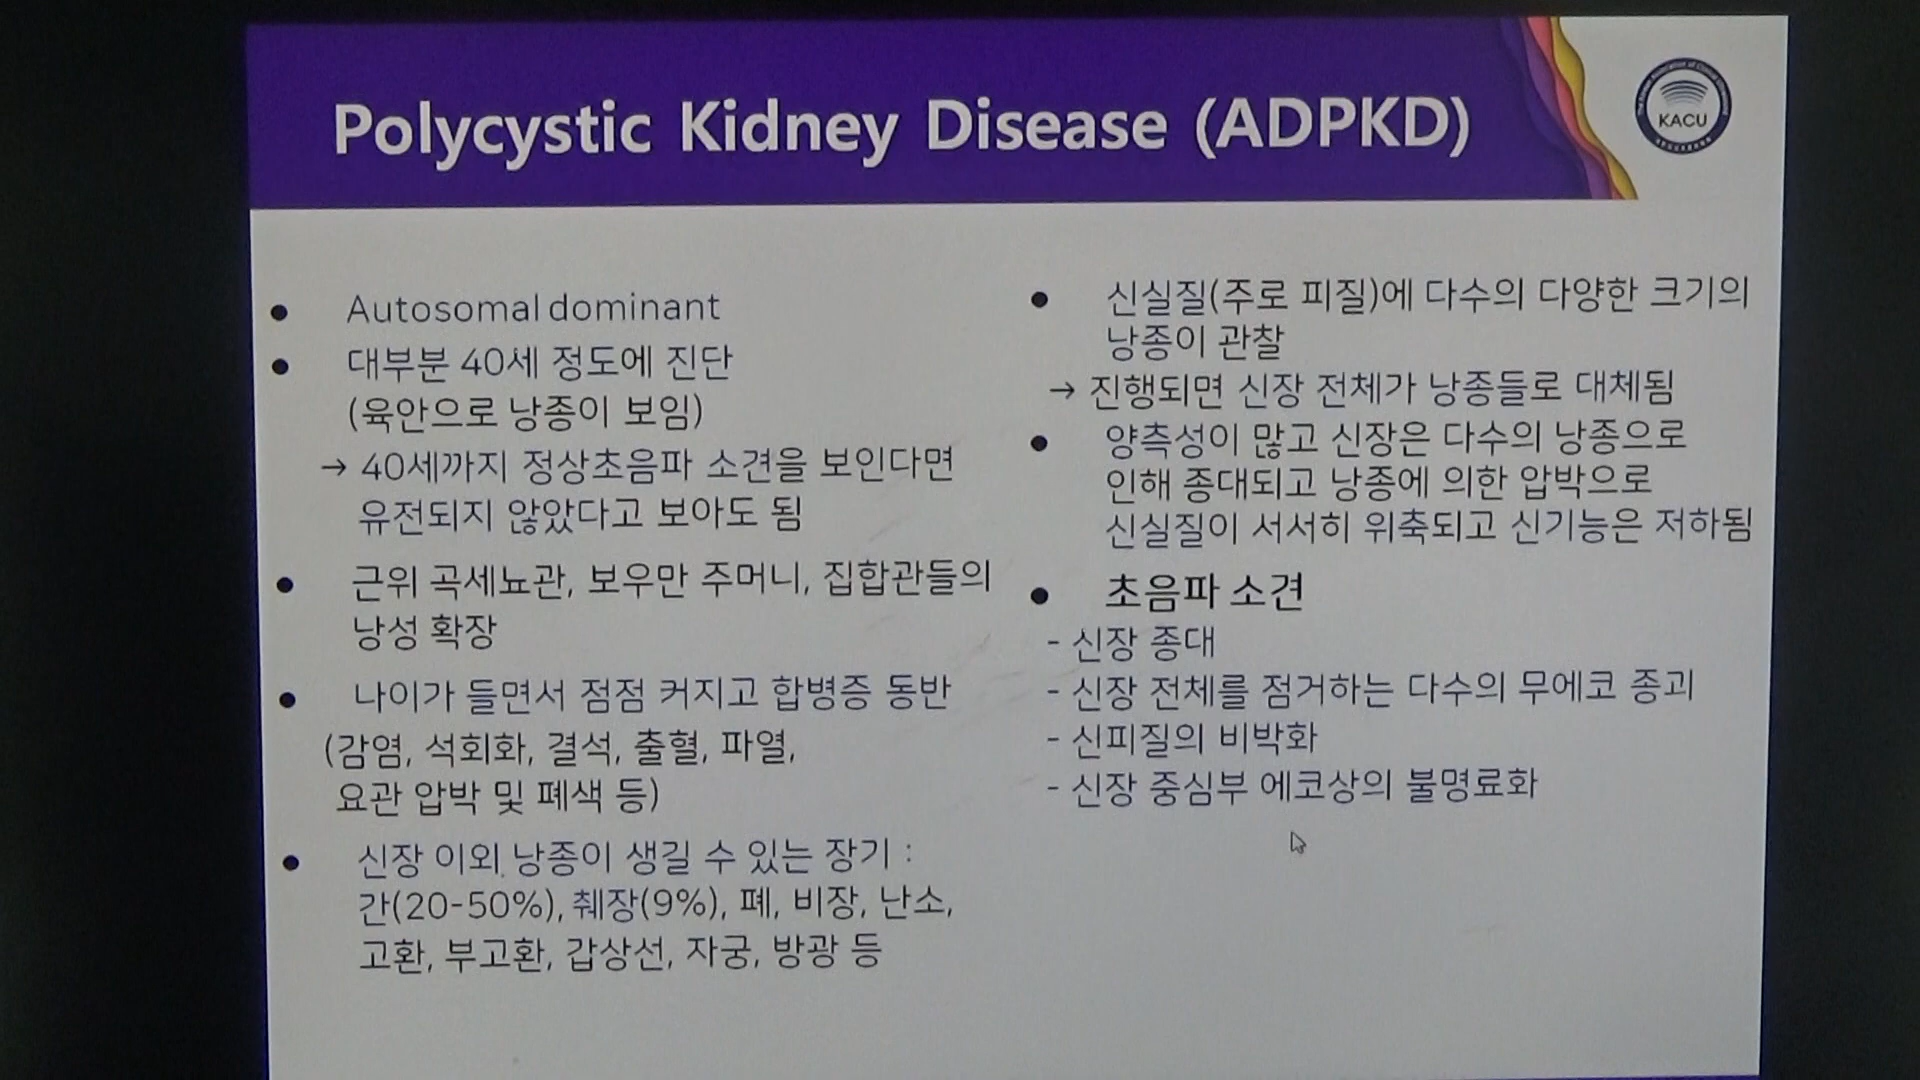 Polycystic Kidney Disease (ADPKD)
KACU
• Autosomal dominant
• 대부분 40세 정도에 진단
(육안으로 낭종이 보임)
→ 40세까지 정상초음파 소견을 보인다면
유전되지 않았다고 보아도 됨
• 근위 곡세뇨관, 보우만 주머니, 집합관들의
낭성 확장
• 나이가 들면서 점점 커지고 합병증 동반
(감염, 석회화, 결석, 출혈, 파열,
요관 압박 및 폐색 등)
• 신장 이외 낭종이 생길 수 있는 장기 :
간(20-50%), 췌장(9%), 폐, 비장, 난소,
고환, 부고환, 갑상선, 자궁, 방광 등
• 신실질(주로 피질)에 다수의 다양한 크기의
낭종이 관찰
→ 진행되면 신장 전체가 낭종들로 대체됨
• 양측성이 많고 신장은 다수의 낭종으로
인해 종대되고 낭종에 의한 압박으로
신실질이 서서히 위축되고 신기능은 저하됨
• 초음파 소견
- 신장 종대
- 신장 전체를 점거하는 다수의 무에코 종괴
- 신피질의 비박화
- 신장 중심부 에코상의 불명료화